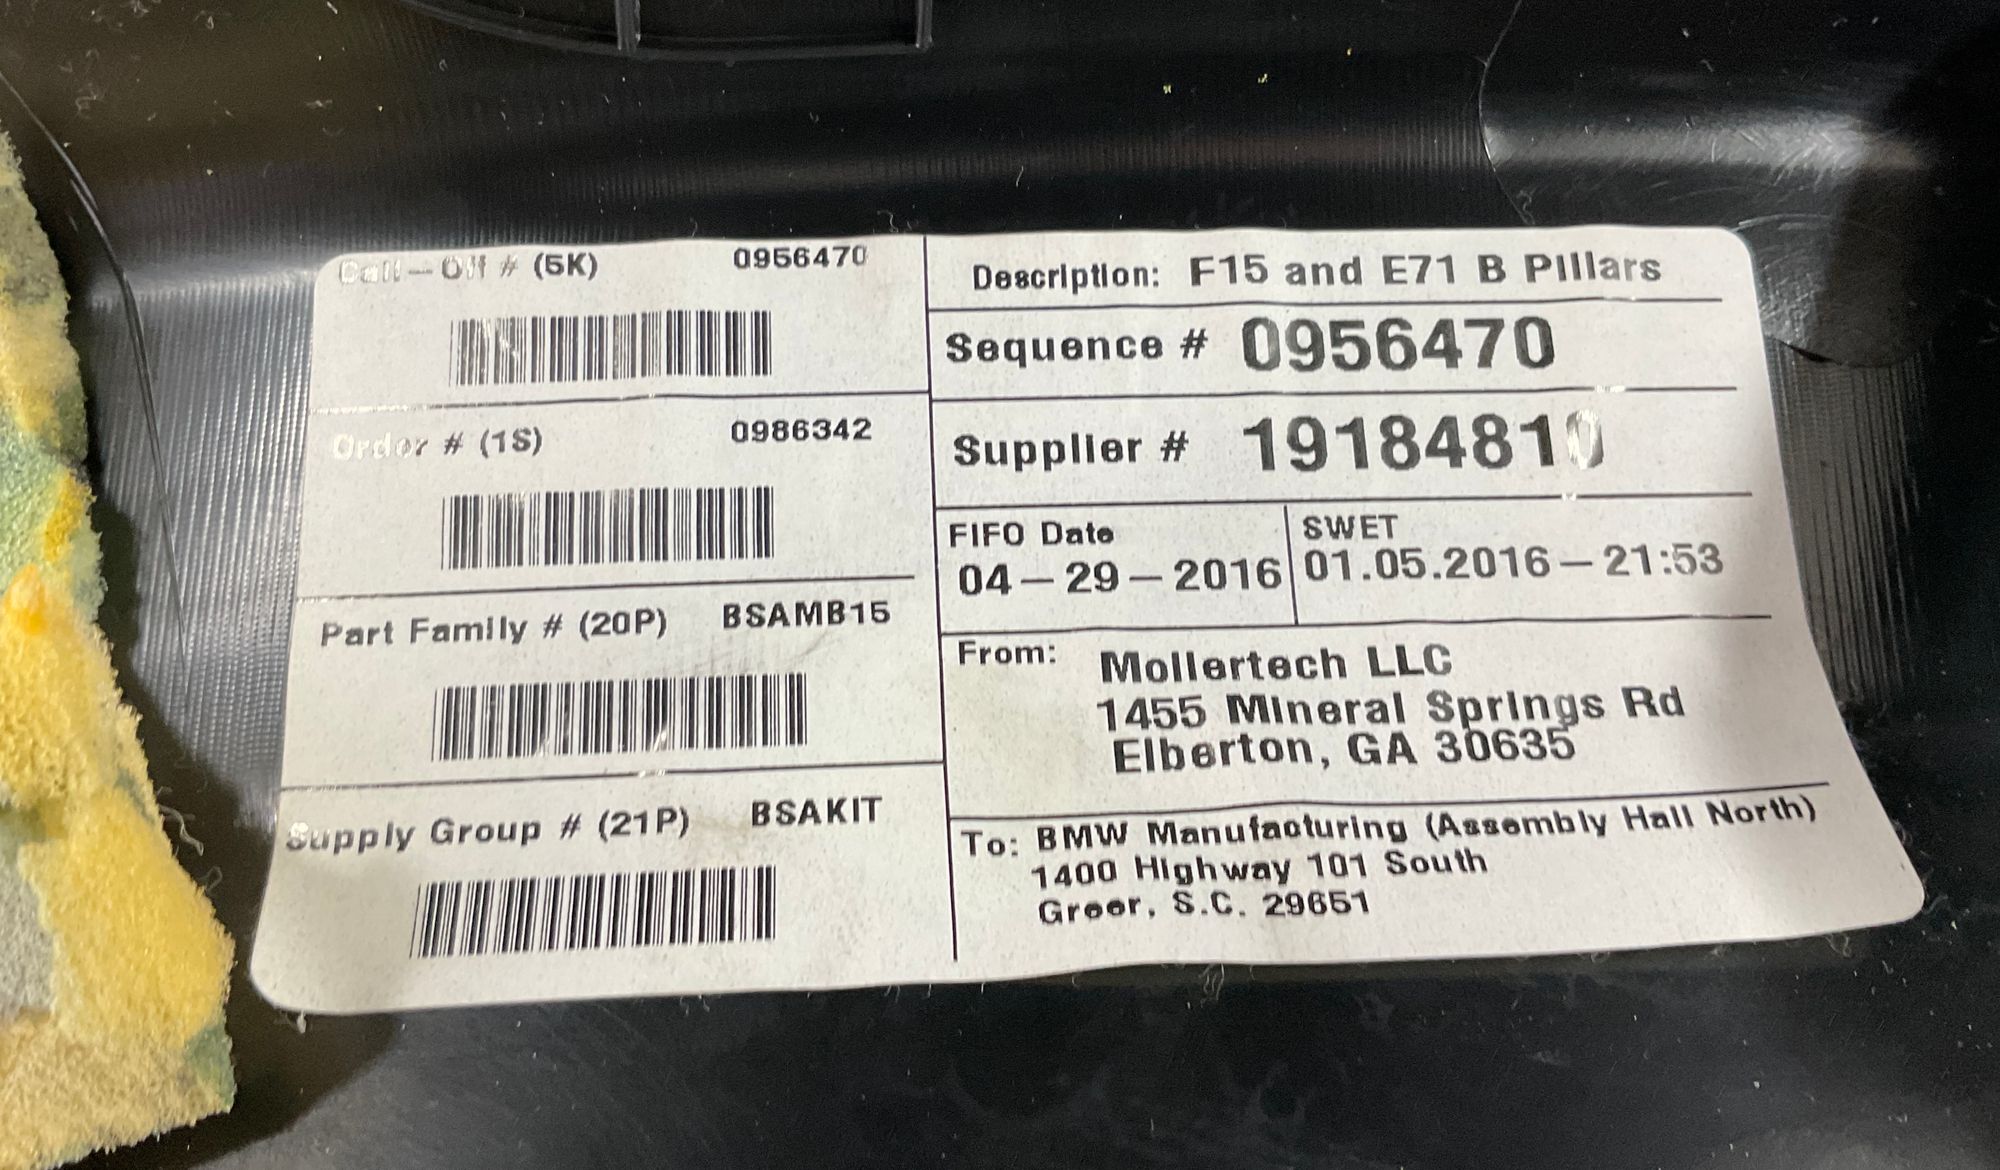 Call-Off # (5K) 0956470
Order # (1S) 0986342
Part Family # (20P) BSAMB15
Supply Group # (21P) BSAKIT
Description: F15 and E71 B Pillars
Sequence # 0956470
Supplier # 19184810
FIFO Date
04-29-2016
SWET
01.05.2016-21:53
From: Mollertech LLC
1455 Mineral Springs Rd
Elberton, GA 30635
To: BMW Manufacturing (Assembly Hall North)
1400 Highway 101 South
Greer, S.C. 29651